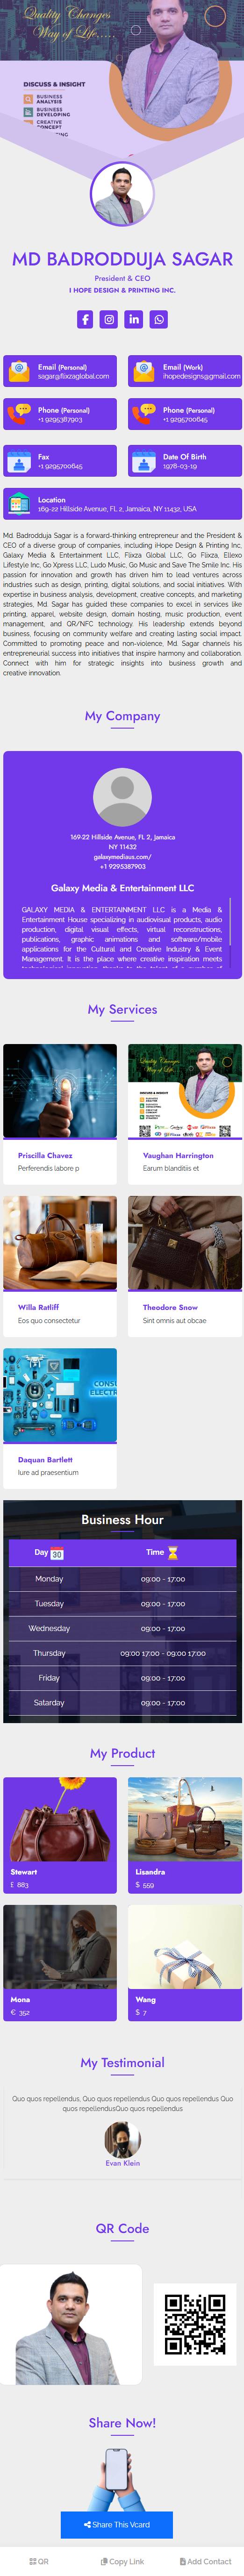 Quality Changes
Way of Life.....
DISCUSS & INSIGHT
BUSINESS
ANALYSIS
BUSINESS
DEVELOPING
CREATIVE
CONCEPT
MD BADRODDUJA SAGAR
President & CEO
I HOPE DESIGN & PRINTING INC.
Email (Personal)
sagar@flixzaglobal.com
Email (Work)
ihopedesigns@gmail.com
Phone (Personal)
+1 9295387903
Phone (Personal)
+1 9295700645
Fax
+1 9295700645
Date Of Birth
1978-03-19
Location
169-22 Hillside Avenue, FL 2, Jamaica, NY 11432, USA
Md. Badrodduja Sagar is a forward-thinking entrepreneur and the President &
CEO of a diverse group of companies, including iHope Design & Printing Inc,
Galaxy Media & Entertainment LLC, Flixza Global LLC, Go Flixza, Eileen
Lifestyle Inc, Go Xpress LLC, Ludo Music, Go Music and Save The Smile Inc. His
passion for innovation and growth has driven him to lead ventures across
industries such as design, printing, digital solutions, and social initiatives. With
expertise in business analysis, development, creative concepts, and marketing
strategies, Md. Sagar has guided these companies to excel in services like
printing, apparel, website design, domain hosting, music production, event
management, and QR/NFC technology. His leadership extends beyond
business, focusing on community welfare and creating lasting social impact.
Committed to promoting peace and non-violence, Md. Sagar channels his
entrepreneurial success into initiatives that inspire harmony and collaboration.
Connect with him for strategic insights into business growth and
creative innovation.
My Company
169-22 Hillside Avenue, FL 2, Jamaica
NY 11432
galaxymediaus.com/
+1 9295387903
Galaxy Media & Entertainment LLC
GALAXY MEDIA & ENTERTAINMENT LLC is a Media &
Entertainment House specializing in audiovisual products, audio
production, digital visual effects, virtual reconstructions,
publications, graphic animations and software/mobile
applications for the Cultural and Creative Industry & Event
Management. It is the place where creative inspiration meets
My Services
Priscilla Chavez
Perferendis labore p
Quality Changes
Way of Life.....
DISCUSS & INSIGHT
Vaughan Harrington
Earum blanditiis et
Willa Ratliff
Eos quo consectetur
Theodore Snow
Sint omnis aut obcae
CONSU
ELECTR
Daquan Bartlett
Iure ad praesentium
Business Hour
Day 30 Time
Monday 09:00 - 17:00
Tuesday 09:00 - 17:00
Wednesday 09:00 - 17:00
Thursday 09:00 17:00 - 09:00 17:00
Friday 09:00 - 17:00
Satarday 09:00 - 17:00
My Product
Stewart
883
Lisandra
$ 559
Mona
€ 352
Wang
$ 7
My Testimonial
Quo quos repellendus, Quo quos repellendus Quo quos repellendus Quo
quos repellendusQuo quos repellendus
Evan Klein
QR Code
Share Now!
Share This Vcard
QR
Copy Link
Add Contact